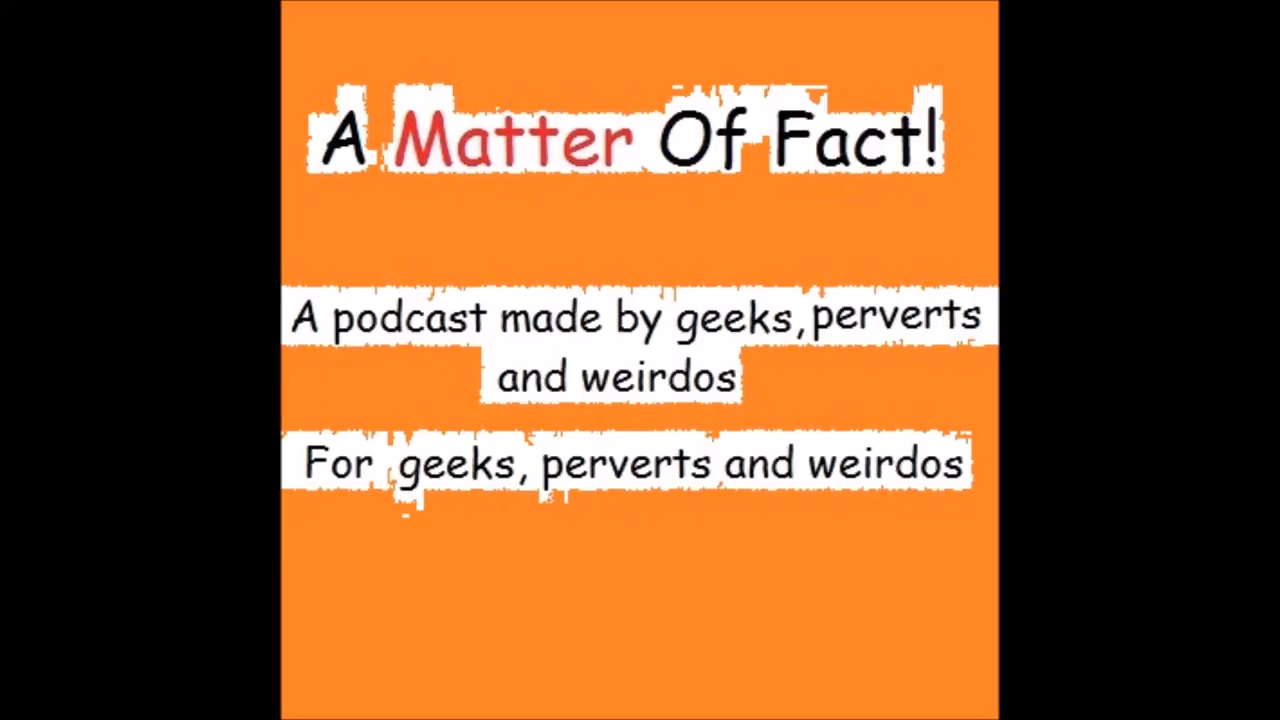 A Matter Of Fact!
A podcast made by geeks, perverts
and weirdos
For geeks, perverts and weirdos